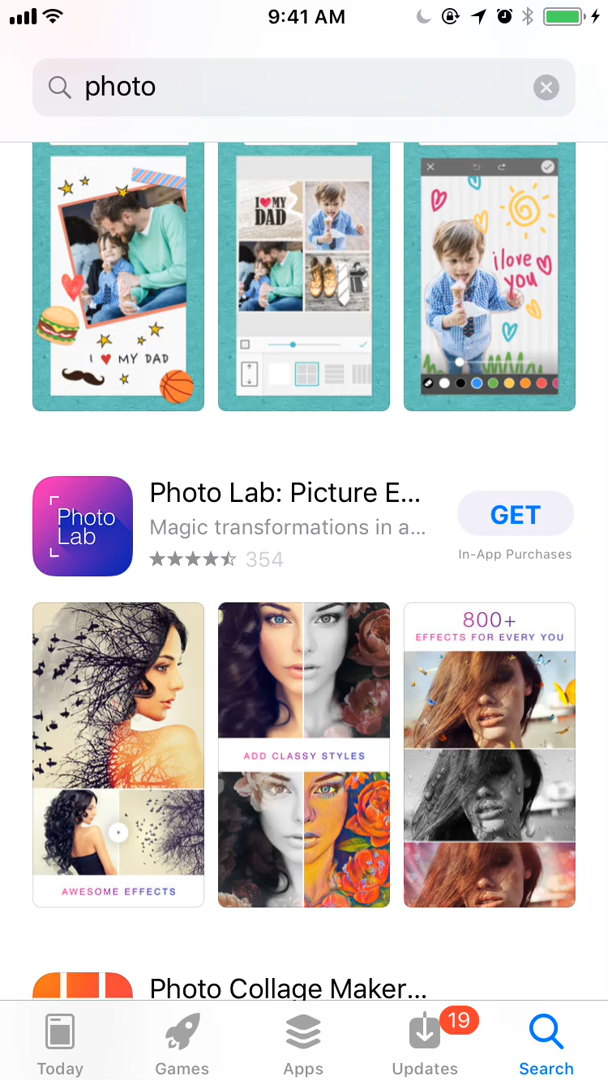 9:41 AM
photo
I ♥ MY DAD
I ♥ MY
DAD
i love
you
Photo Lab: Picture E...
Magic transformations in a...
354
GET
In-App Purchases
Photo
Lab
AWESOME EFFECTS
ADD CLASSY STYLES
800+
EFFECTS FOR EVERY YOU
Photo Collage Maker...
19
Today
Games
Apps
Updates
Search